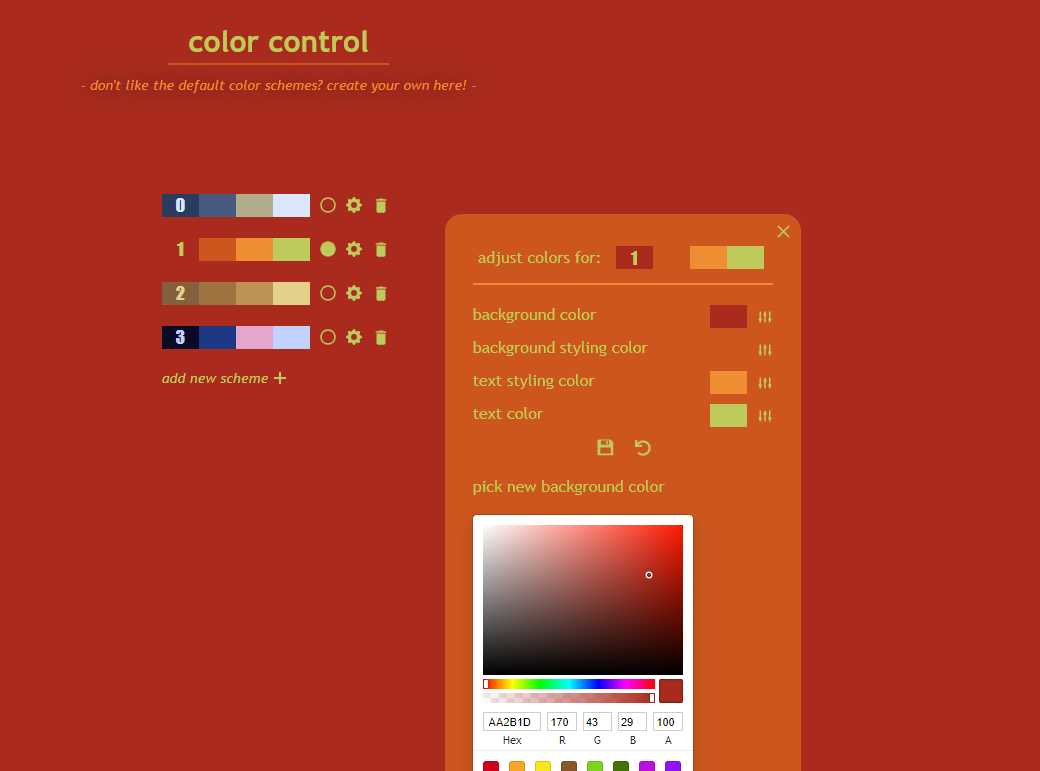 color control
- don't like the default color schemes? create your own here! -
0
1
2
3
add new scheme
adjust colors for: 1
background color
background styling color
text styling color
text color
pick new background color
AA2B1D 170 43 29 100
Hex R G B A